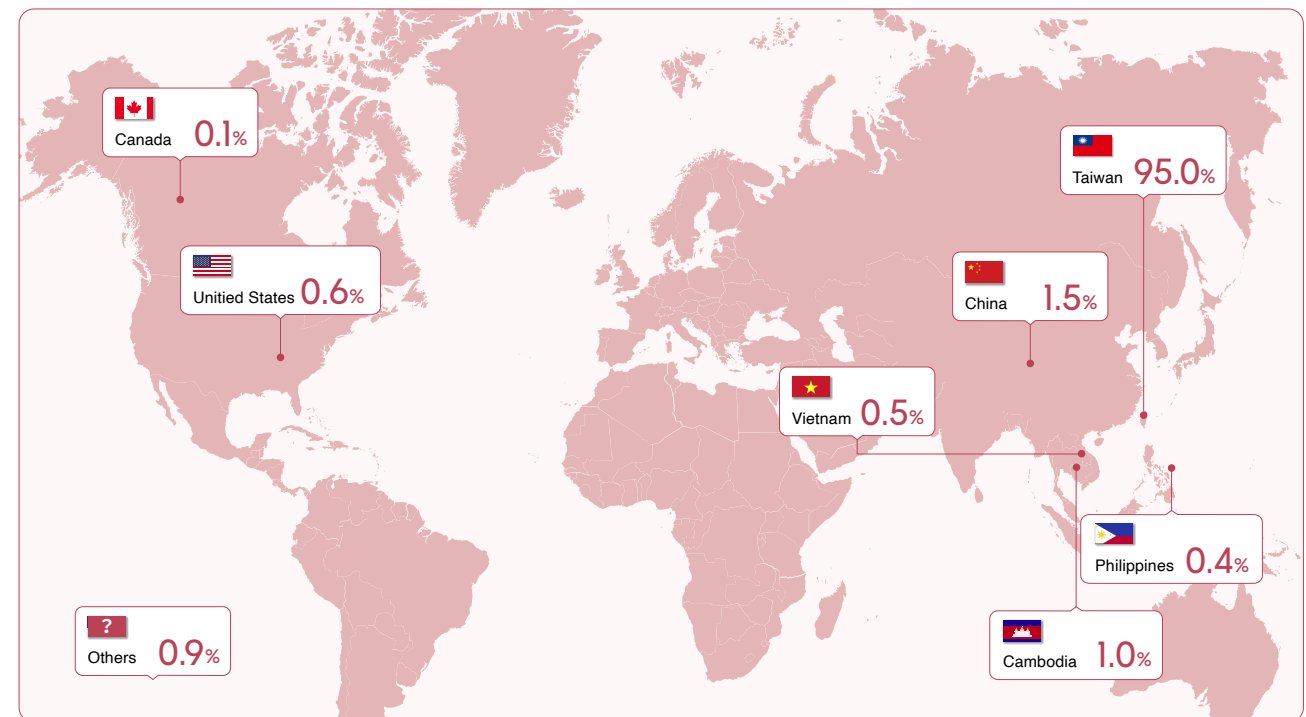 Canada 0.1%
Taiwan 95.0%
Unitied States 0.6%
China 1.5%
Vietnam 0.5%
Philippines 0.4%
?
Others 0.9%
Cambodia 1.0%